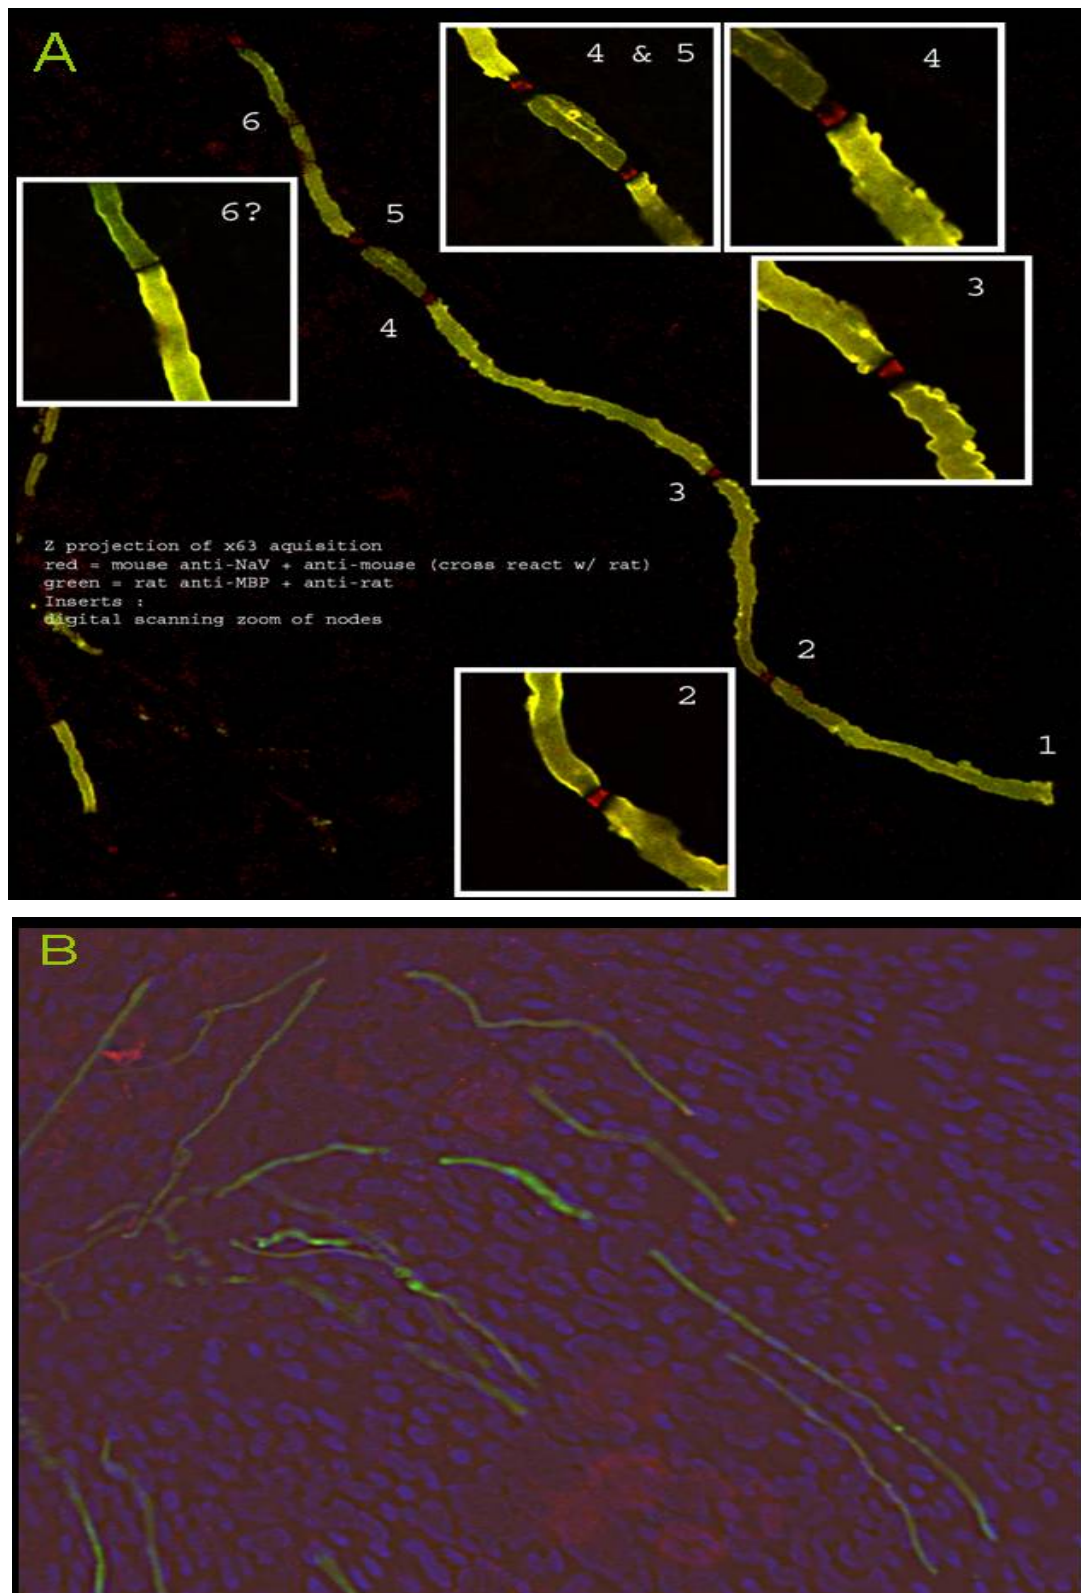 A
4 & 5
4
6
6?
5
3
4
3
Z projection of x63 aquisition
red = mouse anti-NaV + anti-mouse (cross react w/ rat)
green = rat anti-MBP + anti-rat
Inserts :
digital scanning zoom of nodes
2
2
1
B